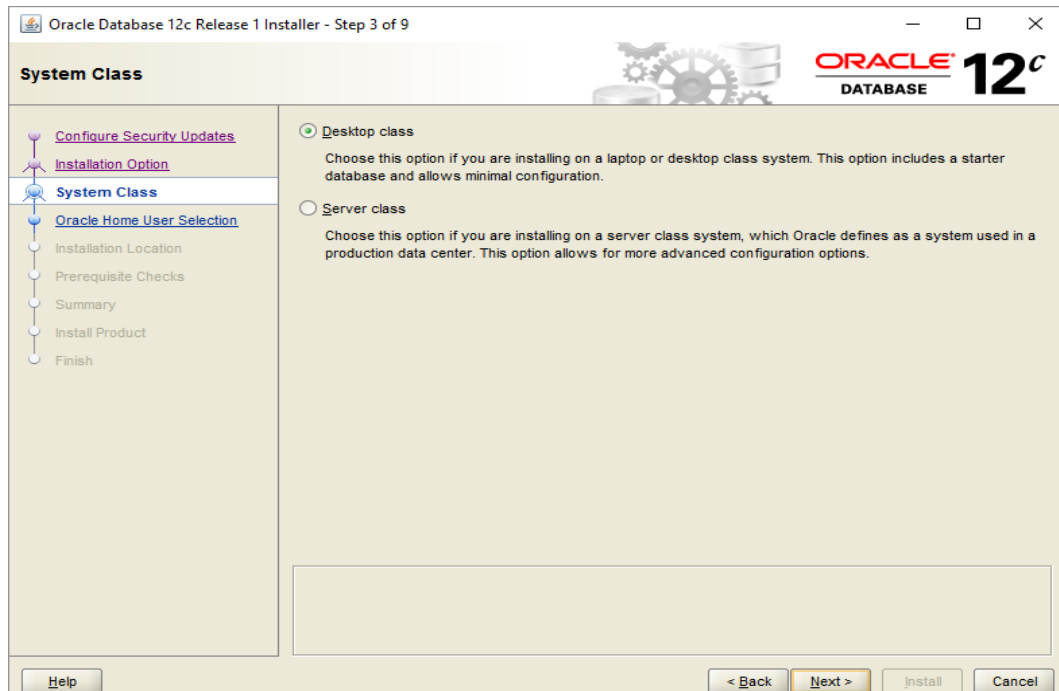 Oracle Database 12c Release 1 Installer - Step 3 of 9
System Class
ORACLE
DATABASE
12c
Configure Security Updates
Installation Option
System Class
Oracle Home User Selection
Installation Location
Prerequisite Checks
Summary
Install Product
Finish
Desktop class
Choose this option if you are installing on a laptop or desktop class system. This option includes a starter
database and allows minimal configuration.
Server class
Choose this option if you are installing on a server class system, which Oracle defines as a system used in a
production data center. This option allows for more advanced configuration options.
Help
< Back
Next >
Install
Cancel